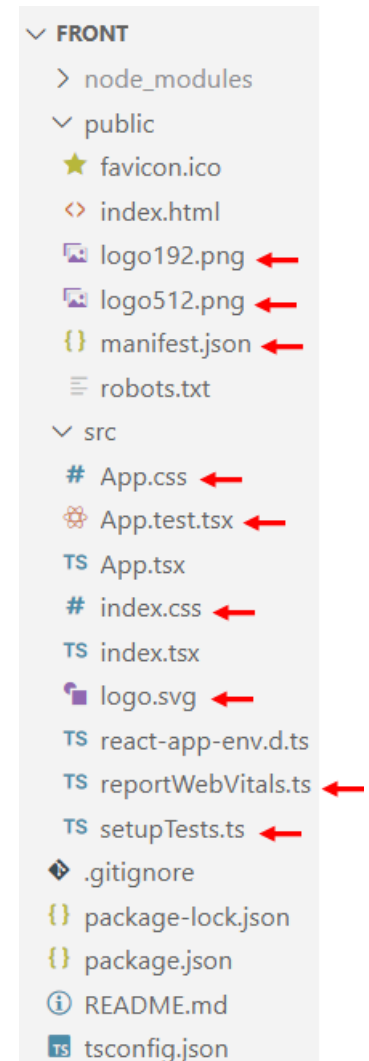 FRONT
node_modules
public
favicon.ico
<> index.html
logo192.png
logo512.png
{} manifest.json
robots.txt
src
# App.css
App.test.tsx
TS App.tsx
# index.css
TS index.tsx
logo.svg
TS react-app-env.d.ts
TS reportWebVitals.ts
TS setupTests.ts
.gitignore
{} package-lock.json
{} package.json
README.md
TS tsconfig.json